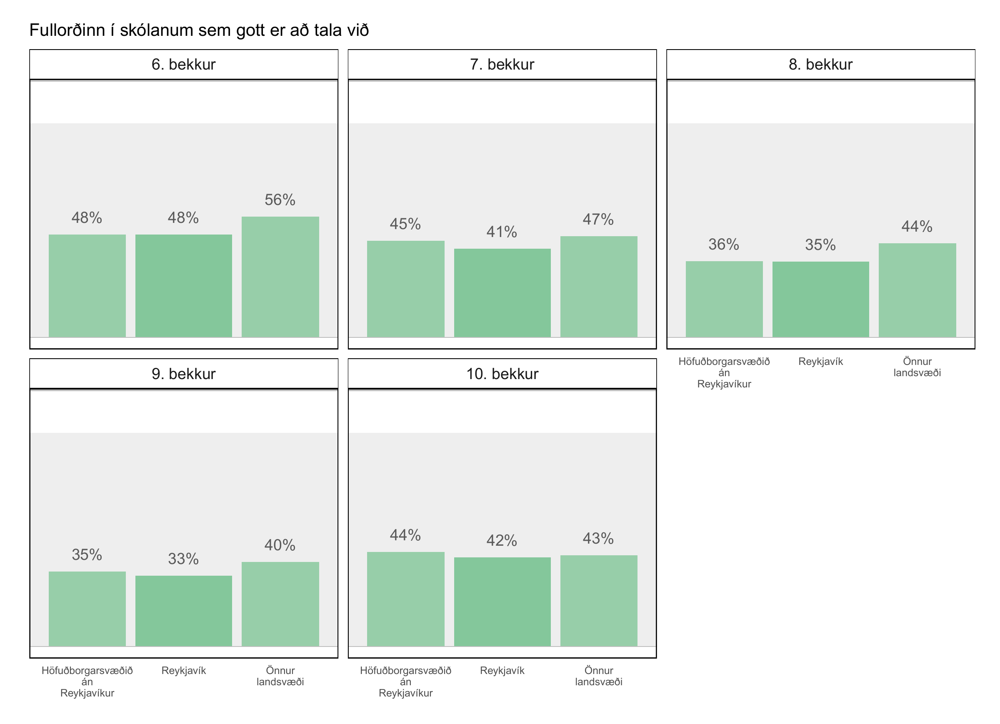 Fullorðinn í skólanum sem gott er að tala við
6. bekkur
48%
48%
56%
7. bekkur
45%
41%
47%
8. bekkur
36%
35%
44%
Höfuðborgarsvæðið
án
Reykjavíkur
Reykjavík
Önnur
landsvæði
9. bekkur
35%
33%
40%
Höfuðborgarsvæðið
án
Reykjavíkur
Reykjavík
Önnur
landsvæði
10. bekkur
44%
42%
43%
Höfuðborgarsvæðið
án
Reykjavíkur
Reykjavík
Önnur
landsvæði